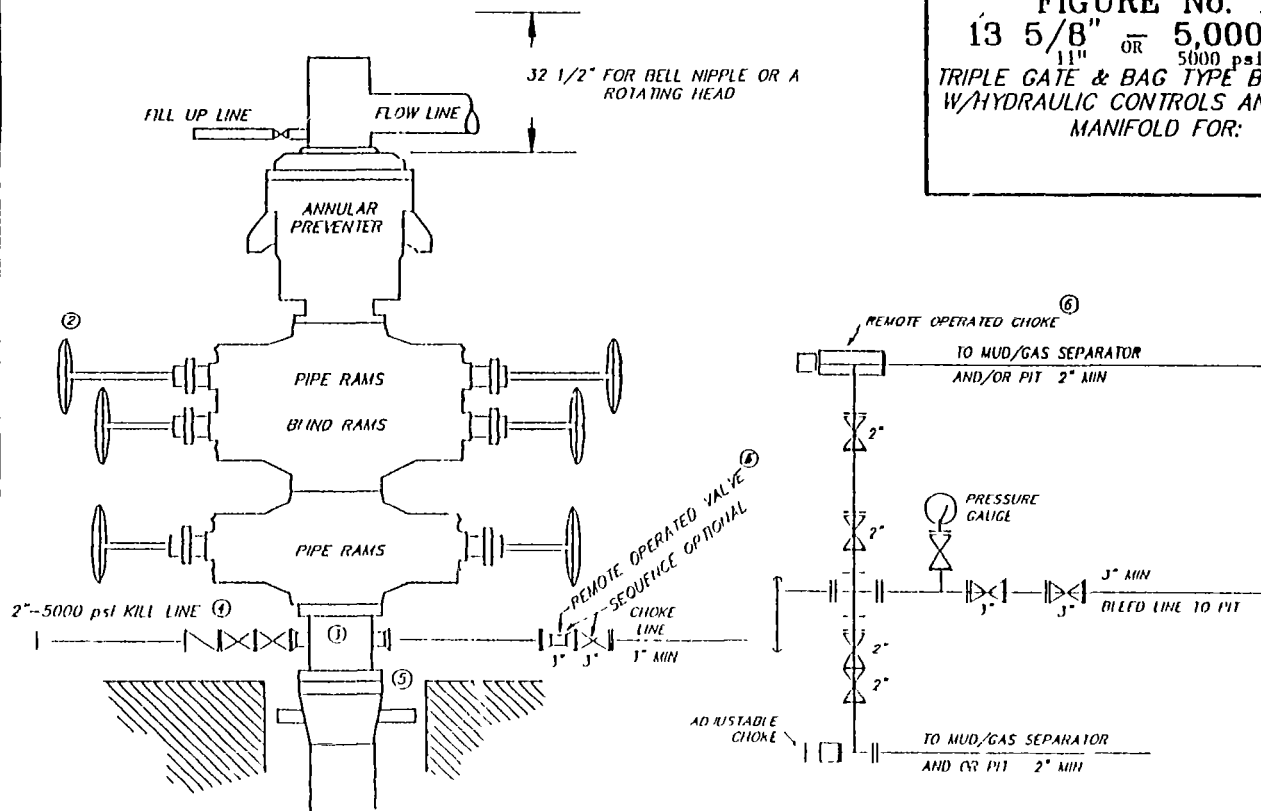 FIGURE No.
13 5/8" OR 5,000
11" 5000 psi
TRIPLE GATE & BAG TYPE
W/HYDRAULIC CONTROLS
MANIFOLD FOR:
32 1/2" FOR BELL NIPPLE OR A
ROTATING HEAD
FILL UP LINE
FLOW LINE
ANNULAR
PREVENTER
②
PIPE RAMS
BLIND RAMS
PIPE RAMS
REMOTE OPERATED VALVE
SEQUENCE OPTIONAL
2"-5000 psi KILL LINE
CHOKE
LINE
3" 3"
3" MIN
⑤
REMOTE OPERATED CHOKE ⑥
TO MUD/GAS SEPARATOR
AND/OR PIT 2" MIN
2"
2"
PRESSURE
GAUGE
3" MIN
3" 3"
BLEED LINE TO PIT
2"
2"
ADJUSTABLE
CHOKE
TO MUD/GAS SEPARATOR
AND OR PIT 2" MIN